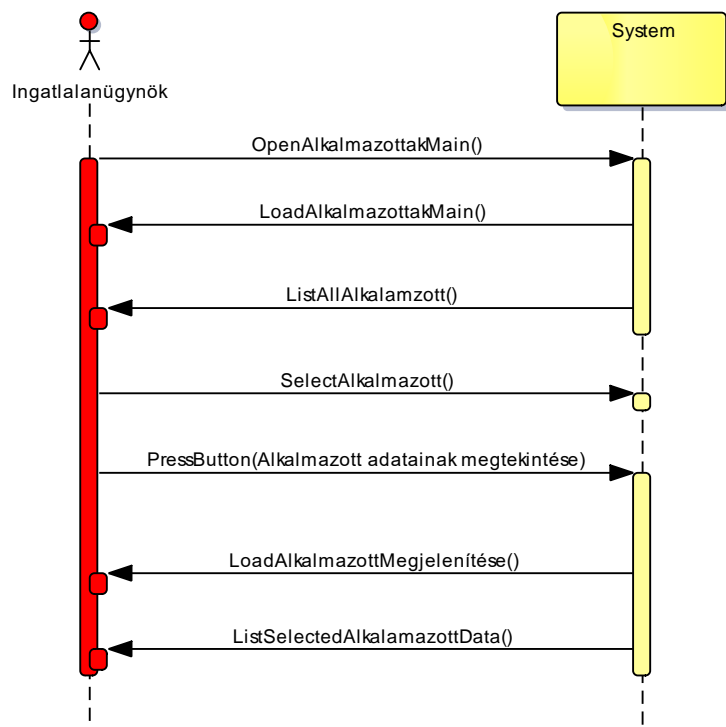 System
Ingatlalanügynök
OpenAlkalmazottakMain()
LoadAlkalmazottakMain()
ListAllAlkalamzott()
SelectAlkalmazott()
PressButton(Alkalmazott adatainak megtekintése)
LoadAlkalmazottMegjelenítése()
ListSelectedAlkalamazottData()